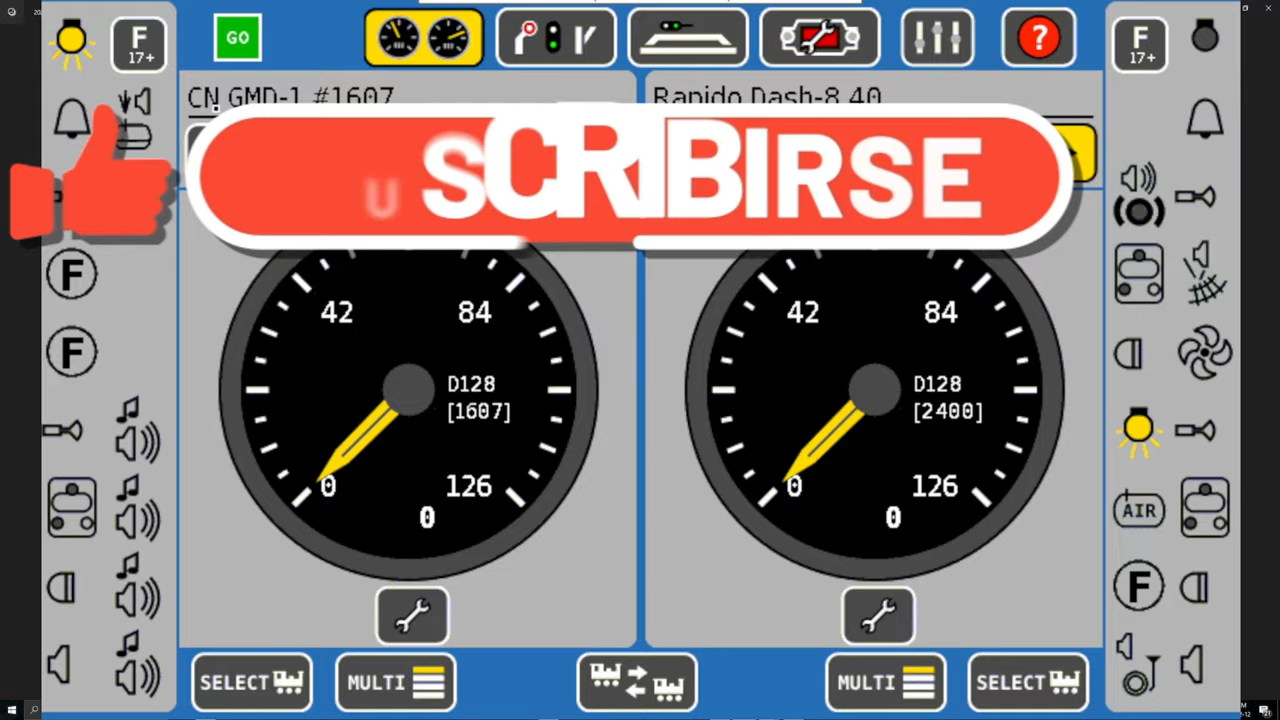 F
17+
GO
?
F
17+
CN GMD-1 #1607
Rapido Dash-8 40
U SCRIBIRSE
F
F
42
84
D128
[1607]
0
126
0
42
84
D128
[2400]
0
126
0
AIR
F
SELECT
MULTI
MULTI
SELECT